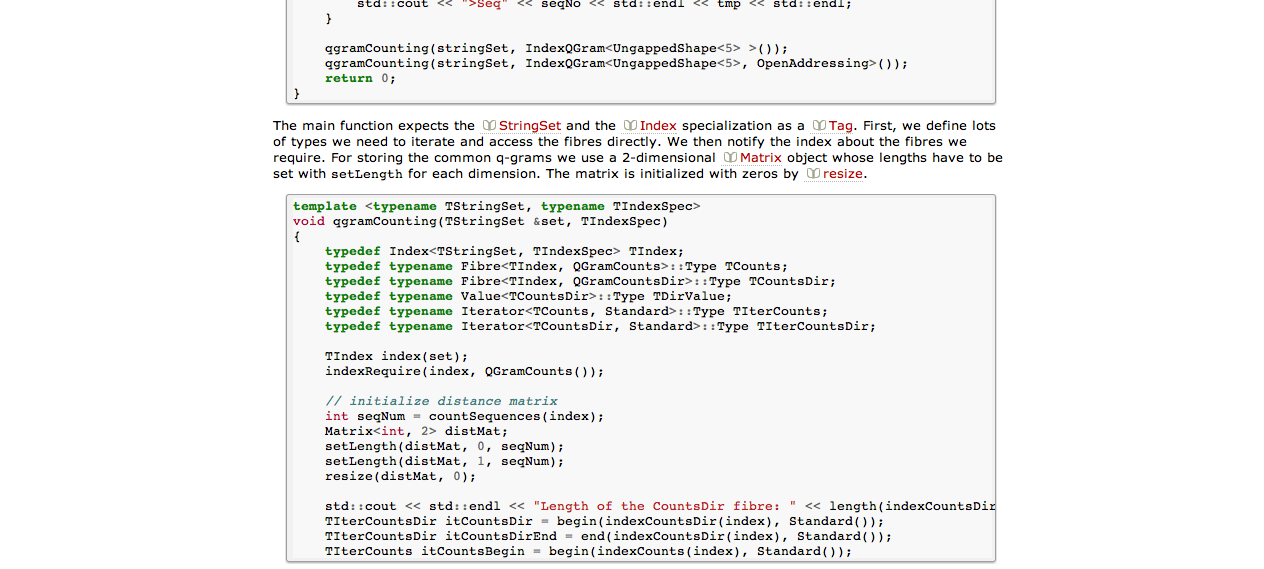 std::cout << ">Seq" << seqNo << std::endl << tmp << std::endl;
}
qgramCounting(stringSet, IndexQGram<UngappedShape<5> >());
qgramCounting(stringSet, IndexQGram<UngappedShape<5>, OpenAddressing>());
return 0;
}
The main function expects the StringSet and the Index specialization as a Tag. First, we define lots
of types we need to iterate and access the fibres directly. We then notify the index about the fibres we
require. For storing the common q-grams we use a 2-dimensional Matrix object whose lengths have to be
set with setLength for each dimension. The matrix is initialized with zeros by resize.
template <typename TStringSet, typename TIndexSpec>
void qgramCounting(TStringSet &set, TIndexSpec)
{
typedef Index<TStringSet, TIndexSpec> TIndex;
typedef typename Fibre<TIndex, QGramCounts>::Type TCounts;
typedef typename Fibre<TIndex, QGramCountsDir>::Type TCountsDir;
typedef typename Value<TCountsDir>::Type TDirValue;
typedef typename Iterator<TCounts, Standard>::Type TIterCounts;
typedef typename Iterator<TCountsDir, Standard>::Type TIterCountsDir;
TIndex index(set);
indexRequire(index, QGramCounts());
// initialize distance matrix
int seqNum = countSequences(index);
Matrix<int, 2> distMat;
setLength(distMat, 0, seqNum);
setLength(distMat, 1, seqNum);
resize(distMat, 0);
std::cout << std::endl << "Length of the CountsDir fibre: " << length(indexCountsDir
TIterCountsDir itCountsDir = begin(indexCountsDir(index), Standard());
TIterCountsDir itCountsDirEnd = end(indexCountsDir(index), Standard());
TIterCounts itCountsBegin = begin(indexCounts(index), Standard());